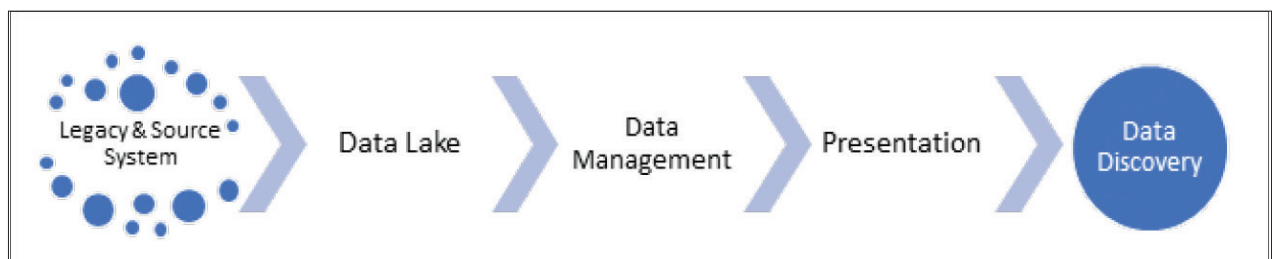 Legacy & Source
System
Data Lake
Data
Management
Presentation
Data
Discovery